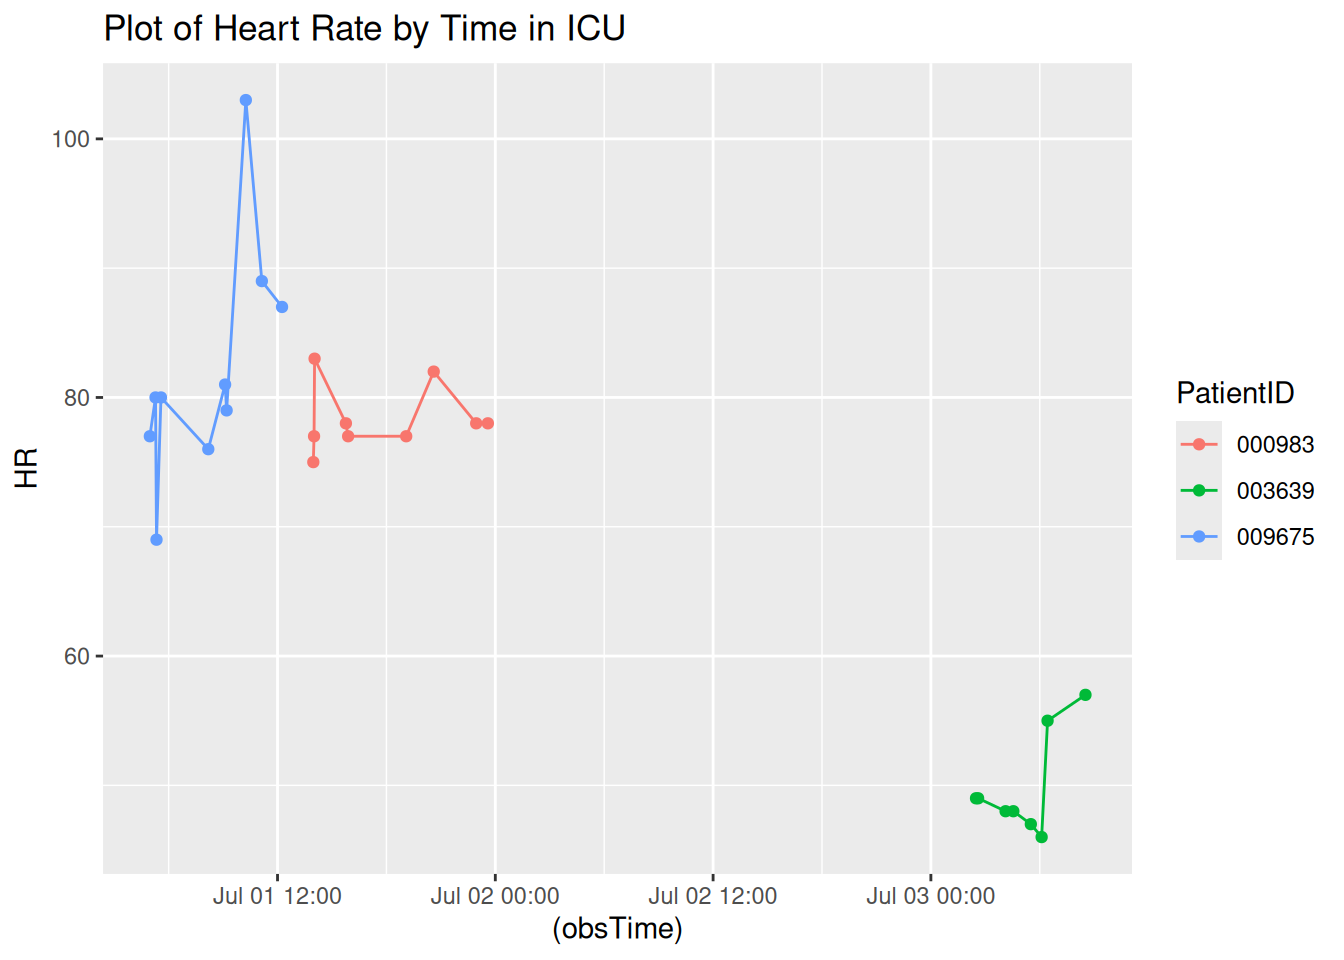 Plot of Heart Rate by Time in ICU
100
80
60
HR
Jul 01 12:00
Jul 02 00:00
Jul 02 12:00
Jul 03 00:00
(obsTime)
PatientID
000983
003639
009675